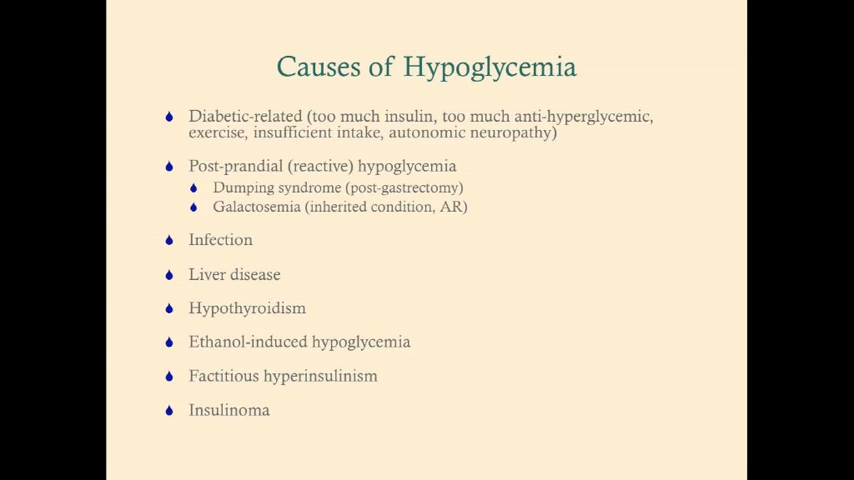 Causes of Hypoglycemia
Diabetic-related (too much insulin, too much anti-hyperglycemic,
exercise, insufficient intake, autonomic neuropathy)
Post-prandial (reactive) hypoglycemia
Dumping syndrome (post-gastrectomy)
Galactosemia (inherited condition, AR)
Infection
Liver disease
Hypothyroidism
Ethanol-induced hypoglycemia
Factitious hyperinsulinism
Insulinoma